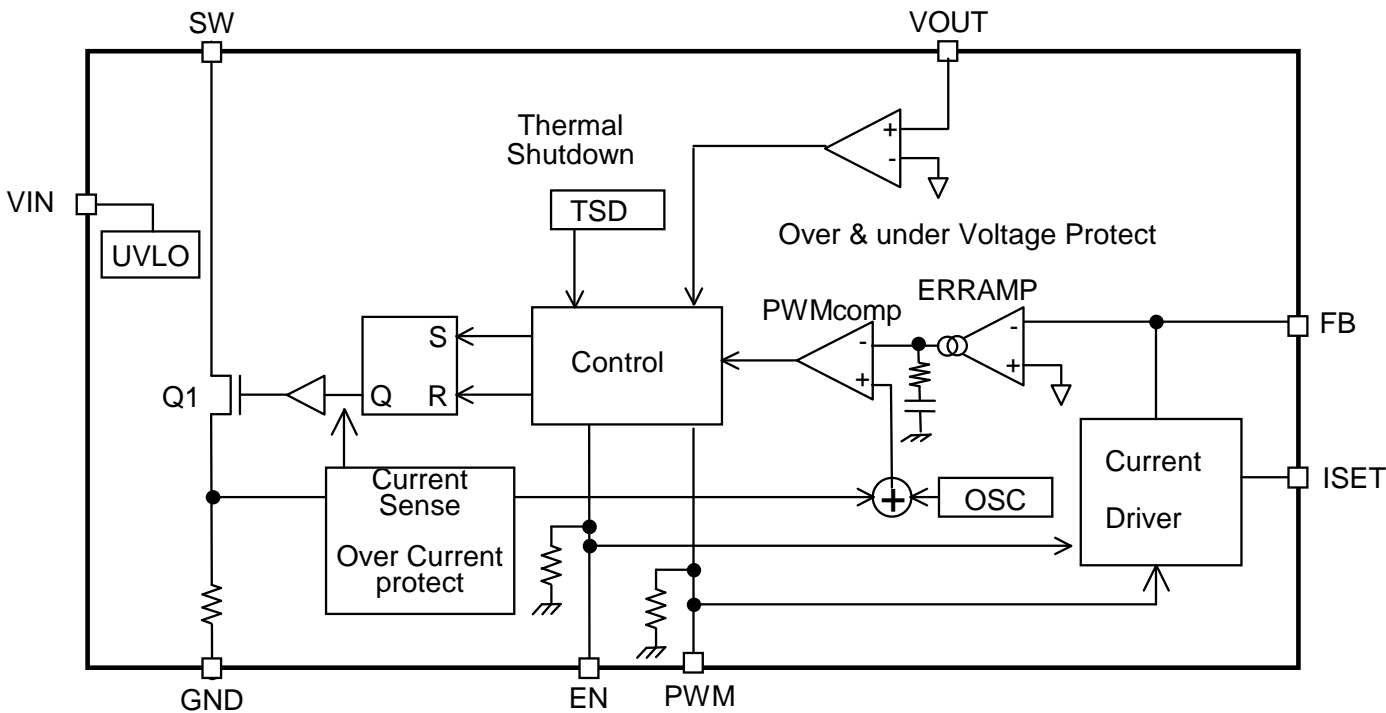 SW
VOUT
Thermal
Shutdown
+
-
VIN
TSD
UVLO
Over & under Voltage Protect
ERRAMP
PWMcomp
FB
S
-
-
Control
+
+
Q1
Q
R
Current
Sense
Current
Driver
ISET
+
OSC
Over Current
protect
GND
EN
PWM